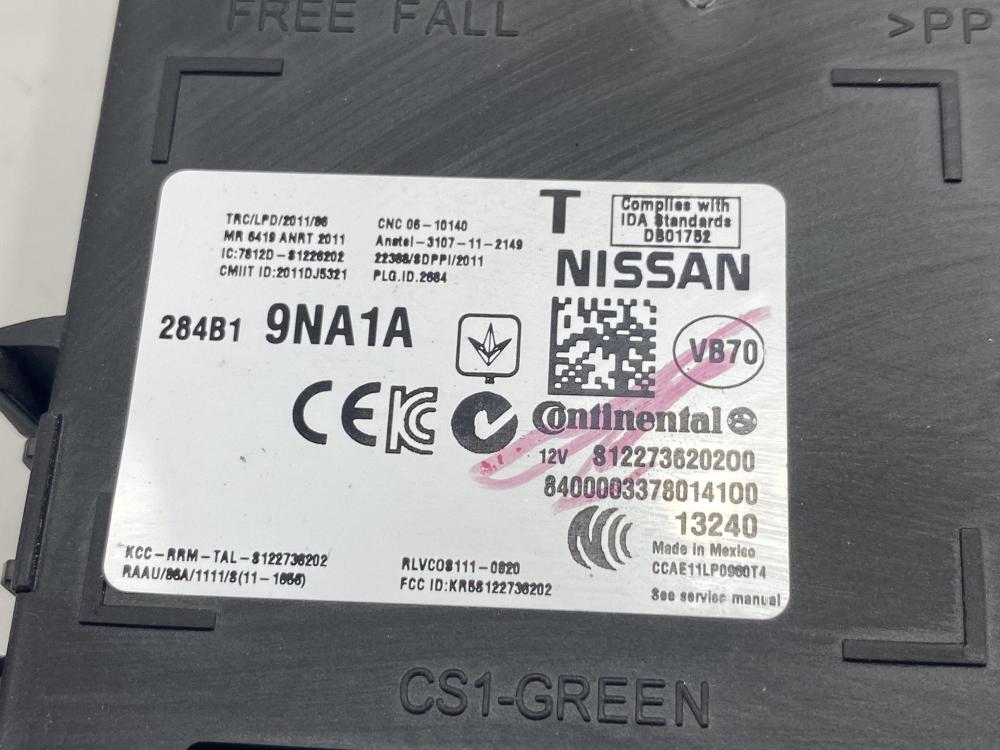 FREE FALL
>PP
TRC/LPD/2011/86
MR 6419 ANRT 2011
IC:7812D-S1226202
CMIIT ID:2011DJ5321
CNC 06-10140
Anatel-3107-11-2149
22388/SDPPI/2011
PLG.ID.2684
T
Complies with
IDA Standards
DB01752
NISSAN
284B1 9NA1A
VB70
CE
Continental
12V S12273620200
8400003378014100
13240
Made in Mexico
CCAE11LP0960T4
See service manual
KCC-RRM-TAL-S122736202
RAAU/86A/1111/S(11-1656)
RLVCOS111-0820
FCC ID:KR5S122736202
CS1-GREEN